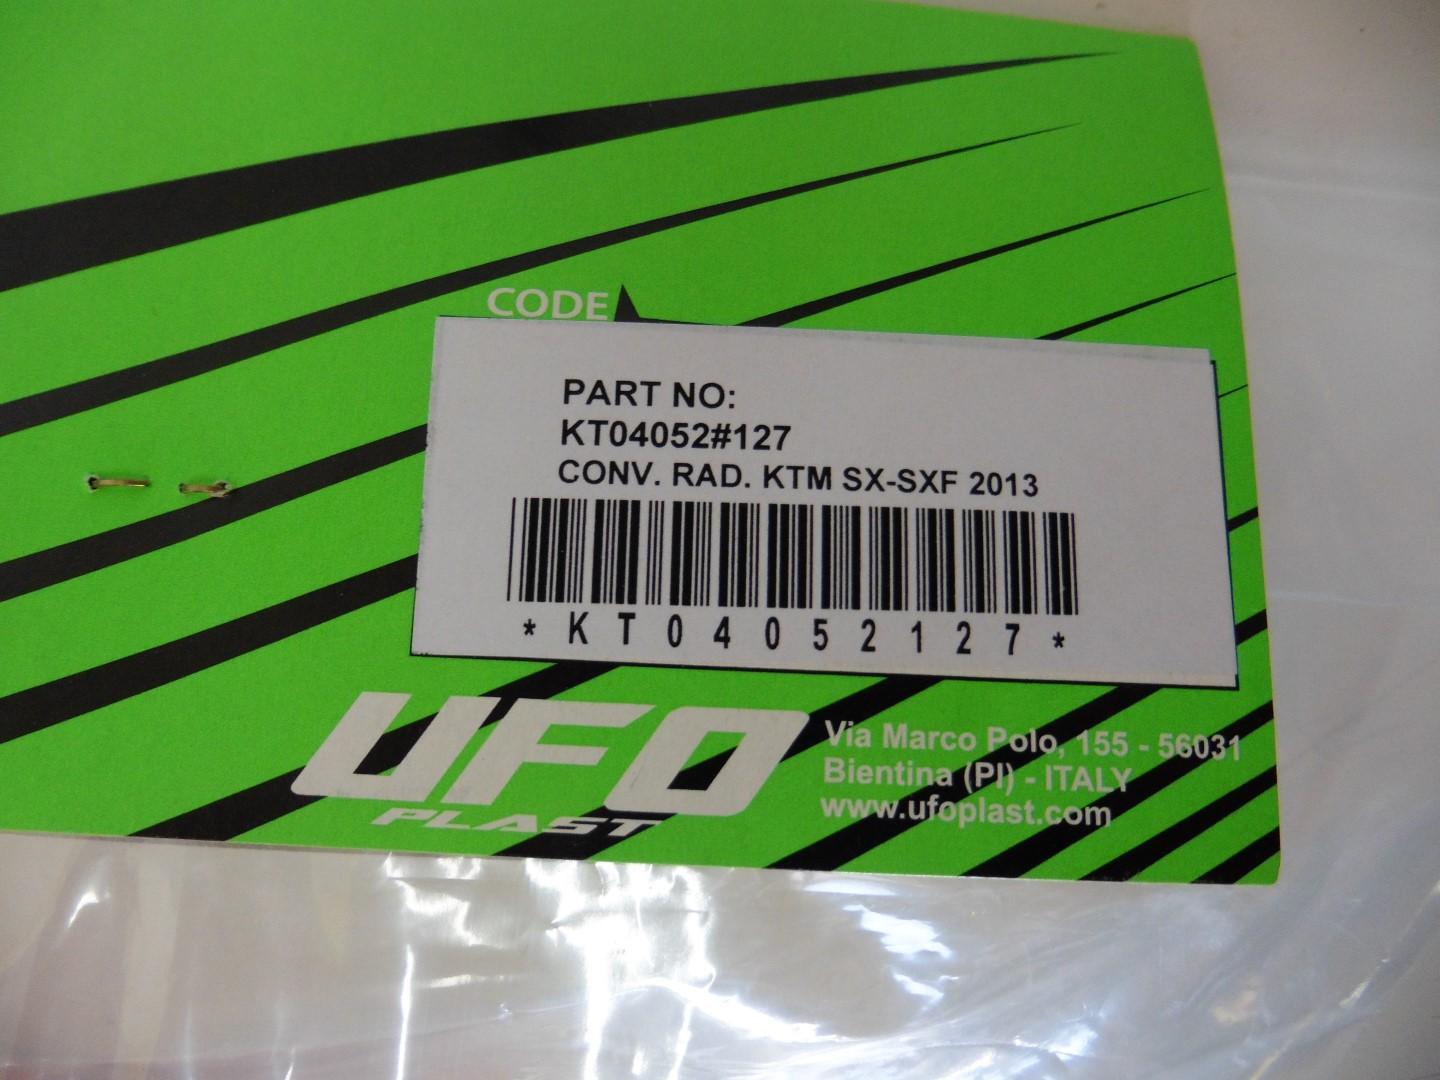 CODE
PART NO:
KT04052#127
CONV. RAD. KTM SX-SXF 2013
*KT04052127*
UFO
PLAST
Via Marco Polo, 155 - 56031
Bientina (PI) - ITALY
www.ufoplast.com